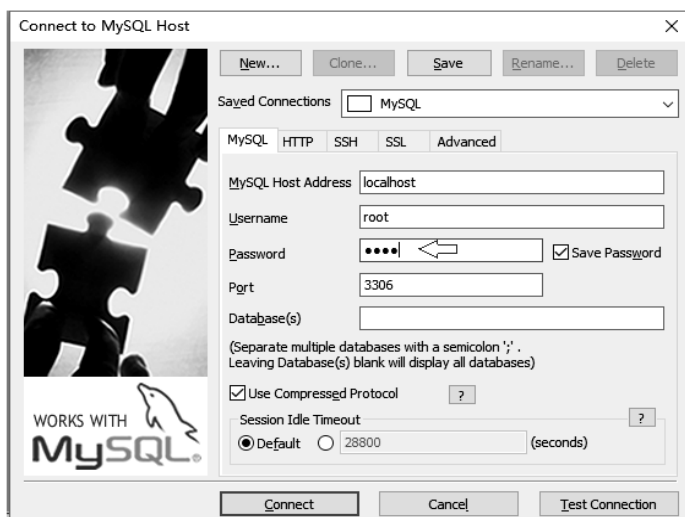 Connect to MySQL Host
New... Clone... Save Rename... Delete
Saved Connections MySQL
MySQL HTTP SSH SSL Advanced
MySQL Host Address localhost
Username root
Password ●●●● Save Password
Port 3306
Database(s)
(Separate multiple databases with a semicolon ';' .
Leaving Database(s) blank will display all databases)
Use Compressed Protocol ?
Session Idle Timeout ?
Default 28800 (seconds)
WORKS WITH
MySQL®
Connect Cancel Test Connection